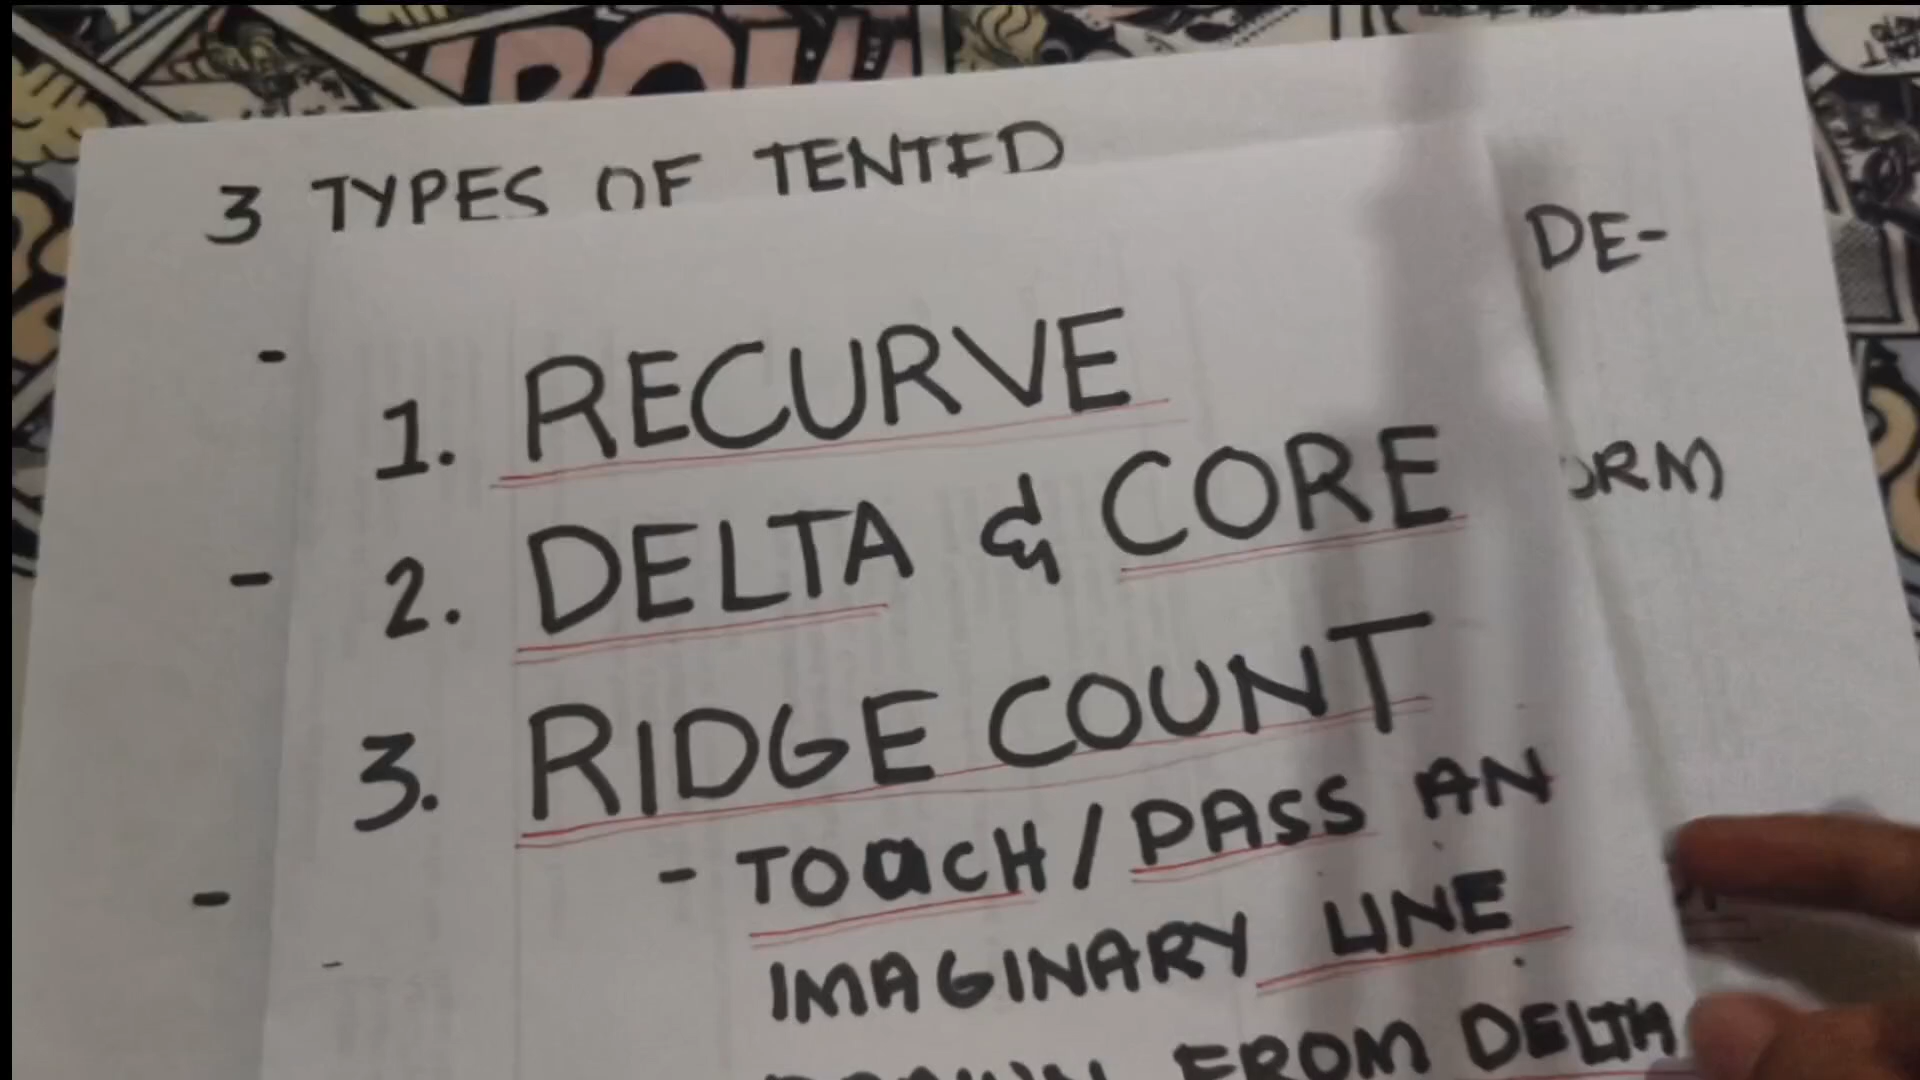 3 TYPES OF TENTED
DE-
-
1. RECURVE
2. DELTA & CORE
-
3. RIDGE COUNT
- TOUCH / PASS AN
-
IMAGINARY LINE
FROM DELTA